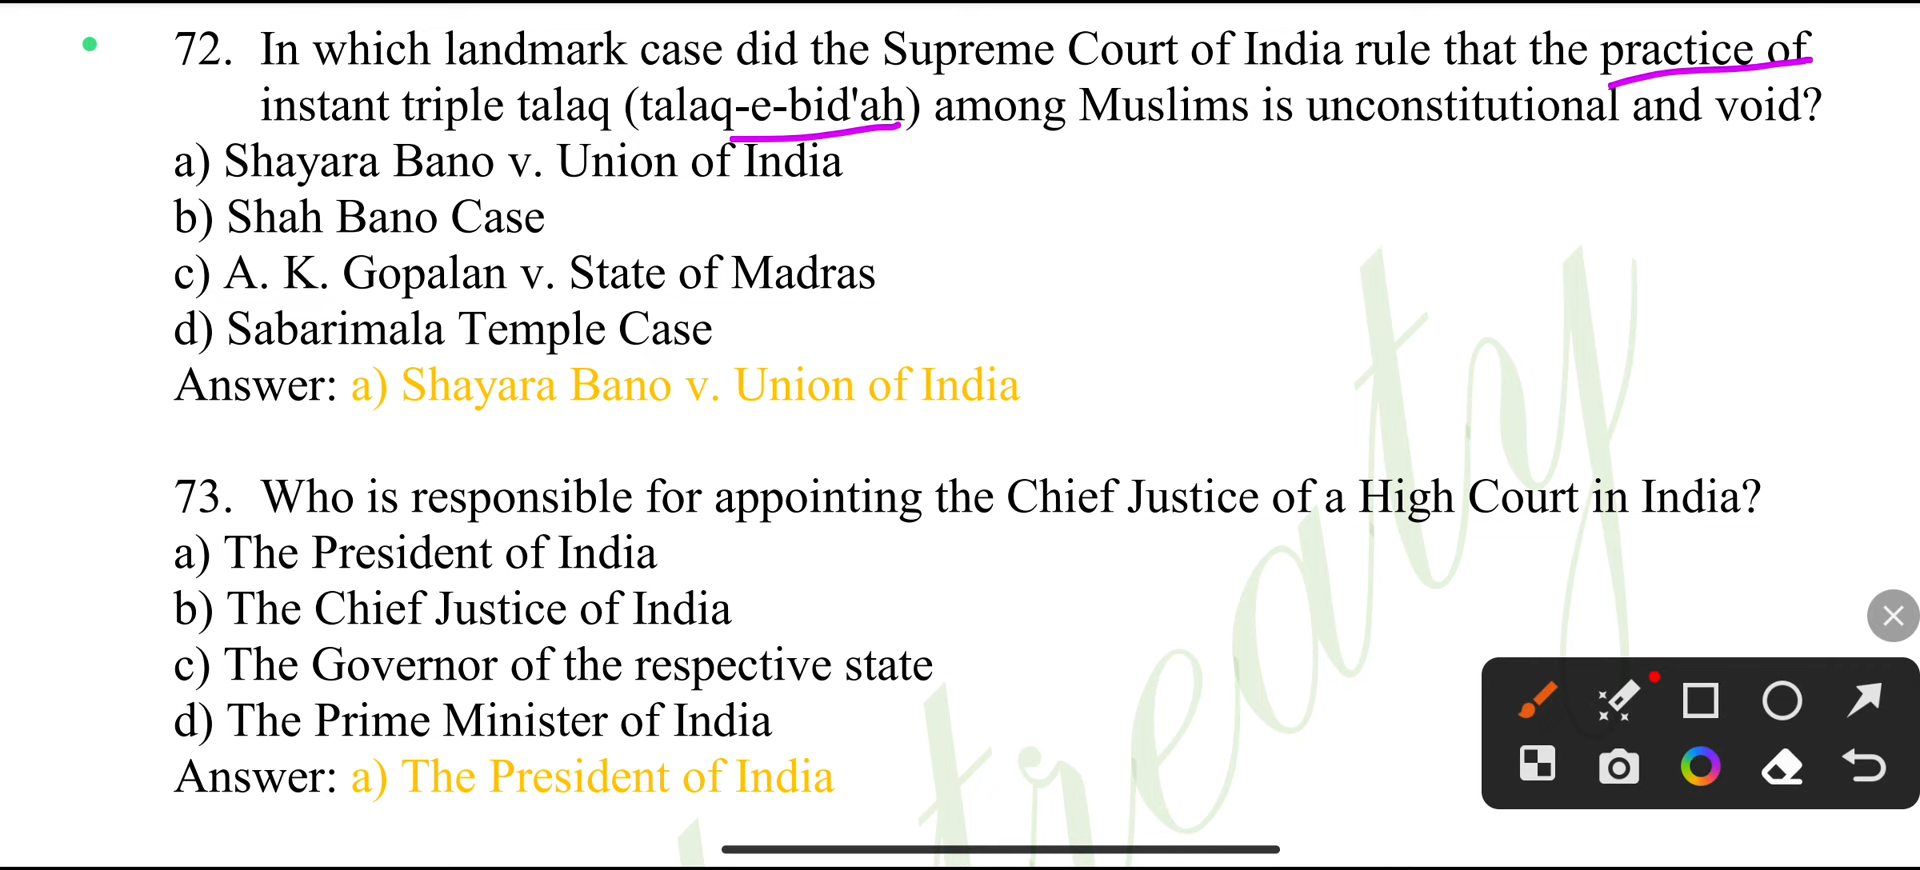 72. In which landmark case did the Supreme Court of India rule that the practice of
instant triple talaq (talaq-e-bid'ah) among Muslims is unconstitutional and void?
a) Shayara Bano v. Union of India
b) Shah Bano Case
c) A. K. Gopalan v. State of Madras
d) Sabarimala Temple Case
Answer: a) Shayara Bano v. Union of India
73. Who is responsible for appointing the Chief Justice of a High Court in India?
a) The President of India
b) The Chief Justice of India
c) The Governor of the respective state
d) The Prime Minister of India
Answer: a) The President of India
treaty